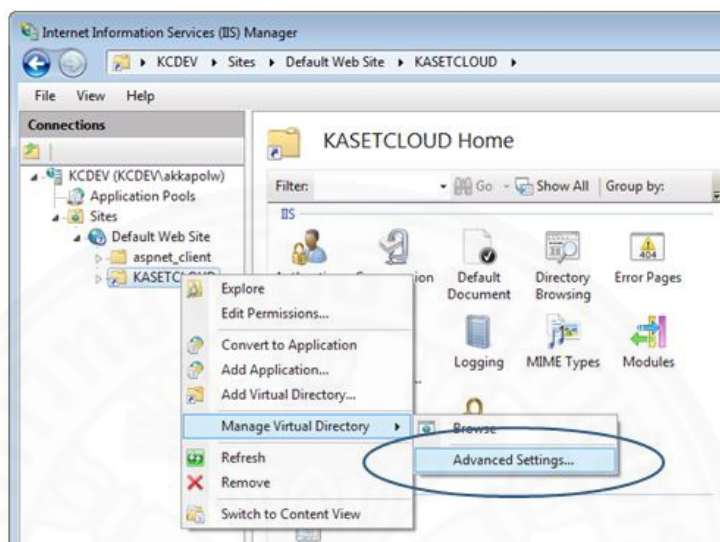 Internet Information Services (IIS) Manager
KCDEV Sites Default Web Site KASETCLOUD
File View Help
Connections
KCDEV (KCDEV\akkapolw)
Application Pools
Sites
Default Web Site
aspnet_client
KASETCLOUD
KASETCLOUD Home
Filter: Go Show All Group by:
IIS
Default Document
Directory Browsing
Error Pages
404
Logging
MIME Types
Modules
Explore
Edit Permissions...
Convert to Application
Add Application...
Add Virtual Directory...
Manage Virtual Directory
Refresh
Remove
Switch to Content View
Browse
Advanced Settings...